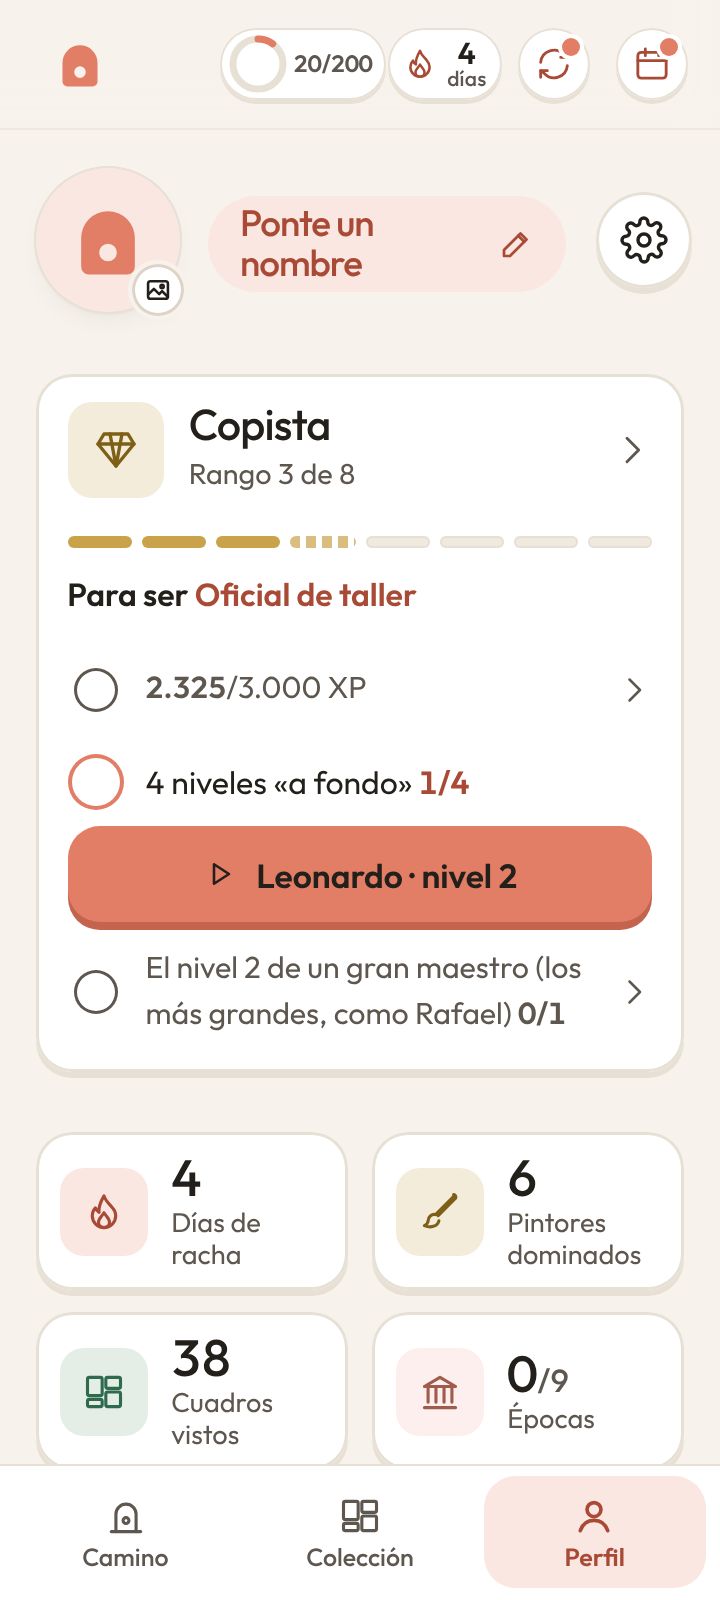 20/200
4
días
Ponte un
nombre
Copista
Rango 3 de 8
Para ser Oficial de taller
2.325/3.000 XP
4 niveles «a fondo» 1/4
Leonardo · nivel 2
El nivel 2 de un gran maestro (los
más grandes, como Rafael) 0/1
4
Días de
racha
6
Pintores
dominados
38
Cuadros
vistos
0/9
Épocas
Camino
Colección
Perfil